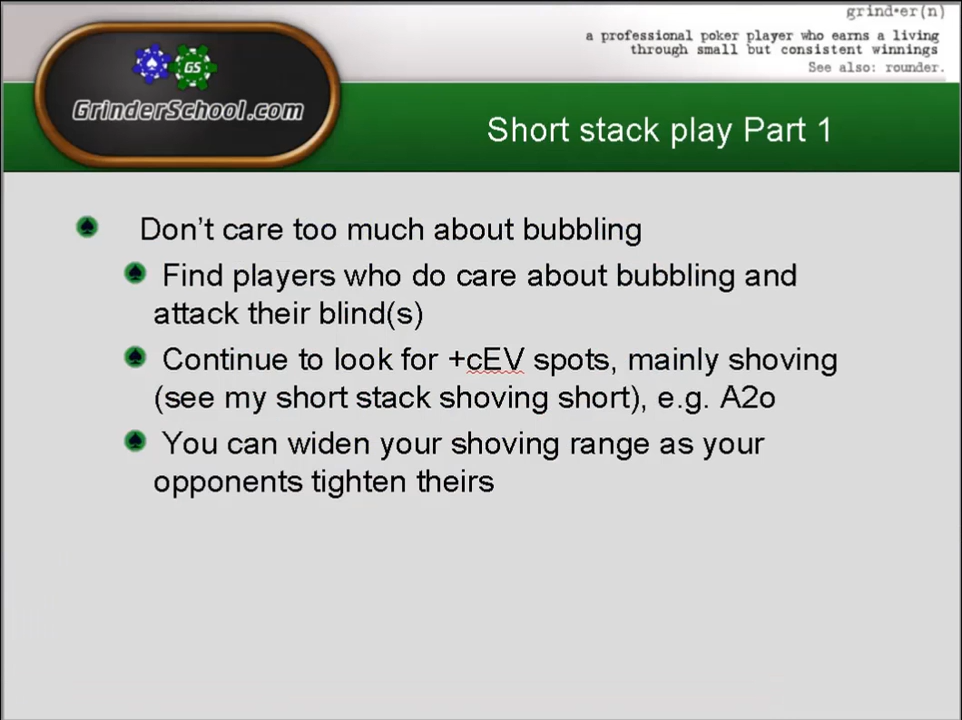 grind•er(n)
a professional poker player who earns a living
through small but consistent winnings
See also: rounder.
GS
GrinderSchool.com
Short stack play Part 1
Don't care too much about bubbling
Find players who do care about bubbling and
attack their blind(s)
Continue to look for +cEV spots, mainly shoving
(see my short stack shoving short), e.g. A2o
You can widen your shoving range as your
opponents tighten theirs